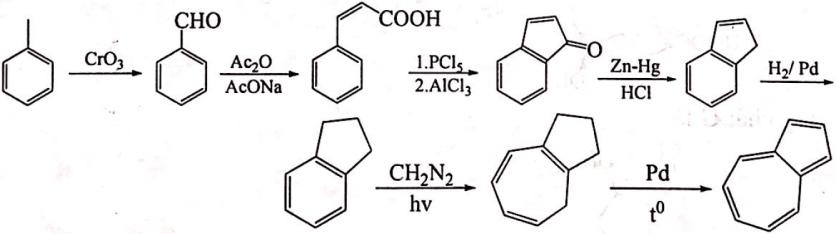 CHO
CrO₃
Ac₂O
AcONa
COOH
1.PCl₅
2.AlCl₃
O
Zn-Hg
HCl
H₂/ Pd
CH₂N₂
hν
Pd
t⁰